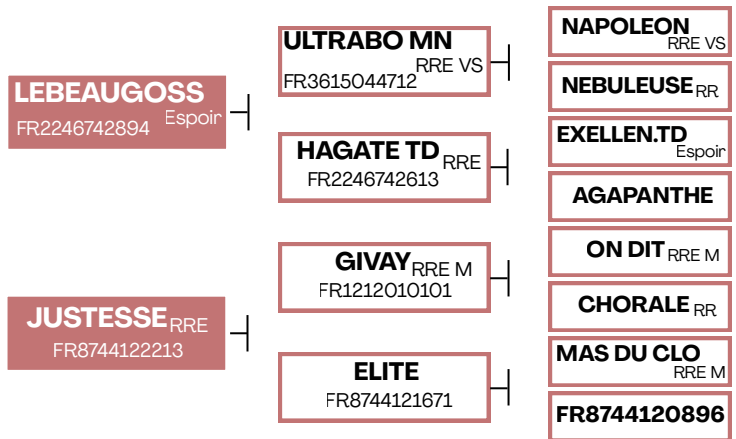 LEBEAUGOSS
FR2246742894 Espoir
JUSTESSE RRE
FR8744122213
ULTRABO MN
RRE VS
FR3615044712
HAGATE TD RRE
FR2246742613
GIVAY RRE M
FR1212010101
ELITE
FR8744121671
NAPOLEON
RRE VS
NEBULEUSE RR
EXELLEN.TD
Espoir
AGAPANTHE
ON DIT RRE M
CHORALE RR
MAS DU CLO
RRE M
FR8744120896